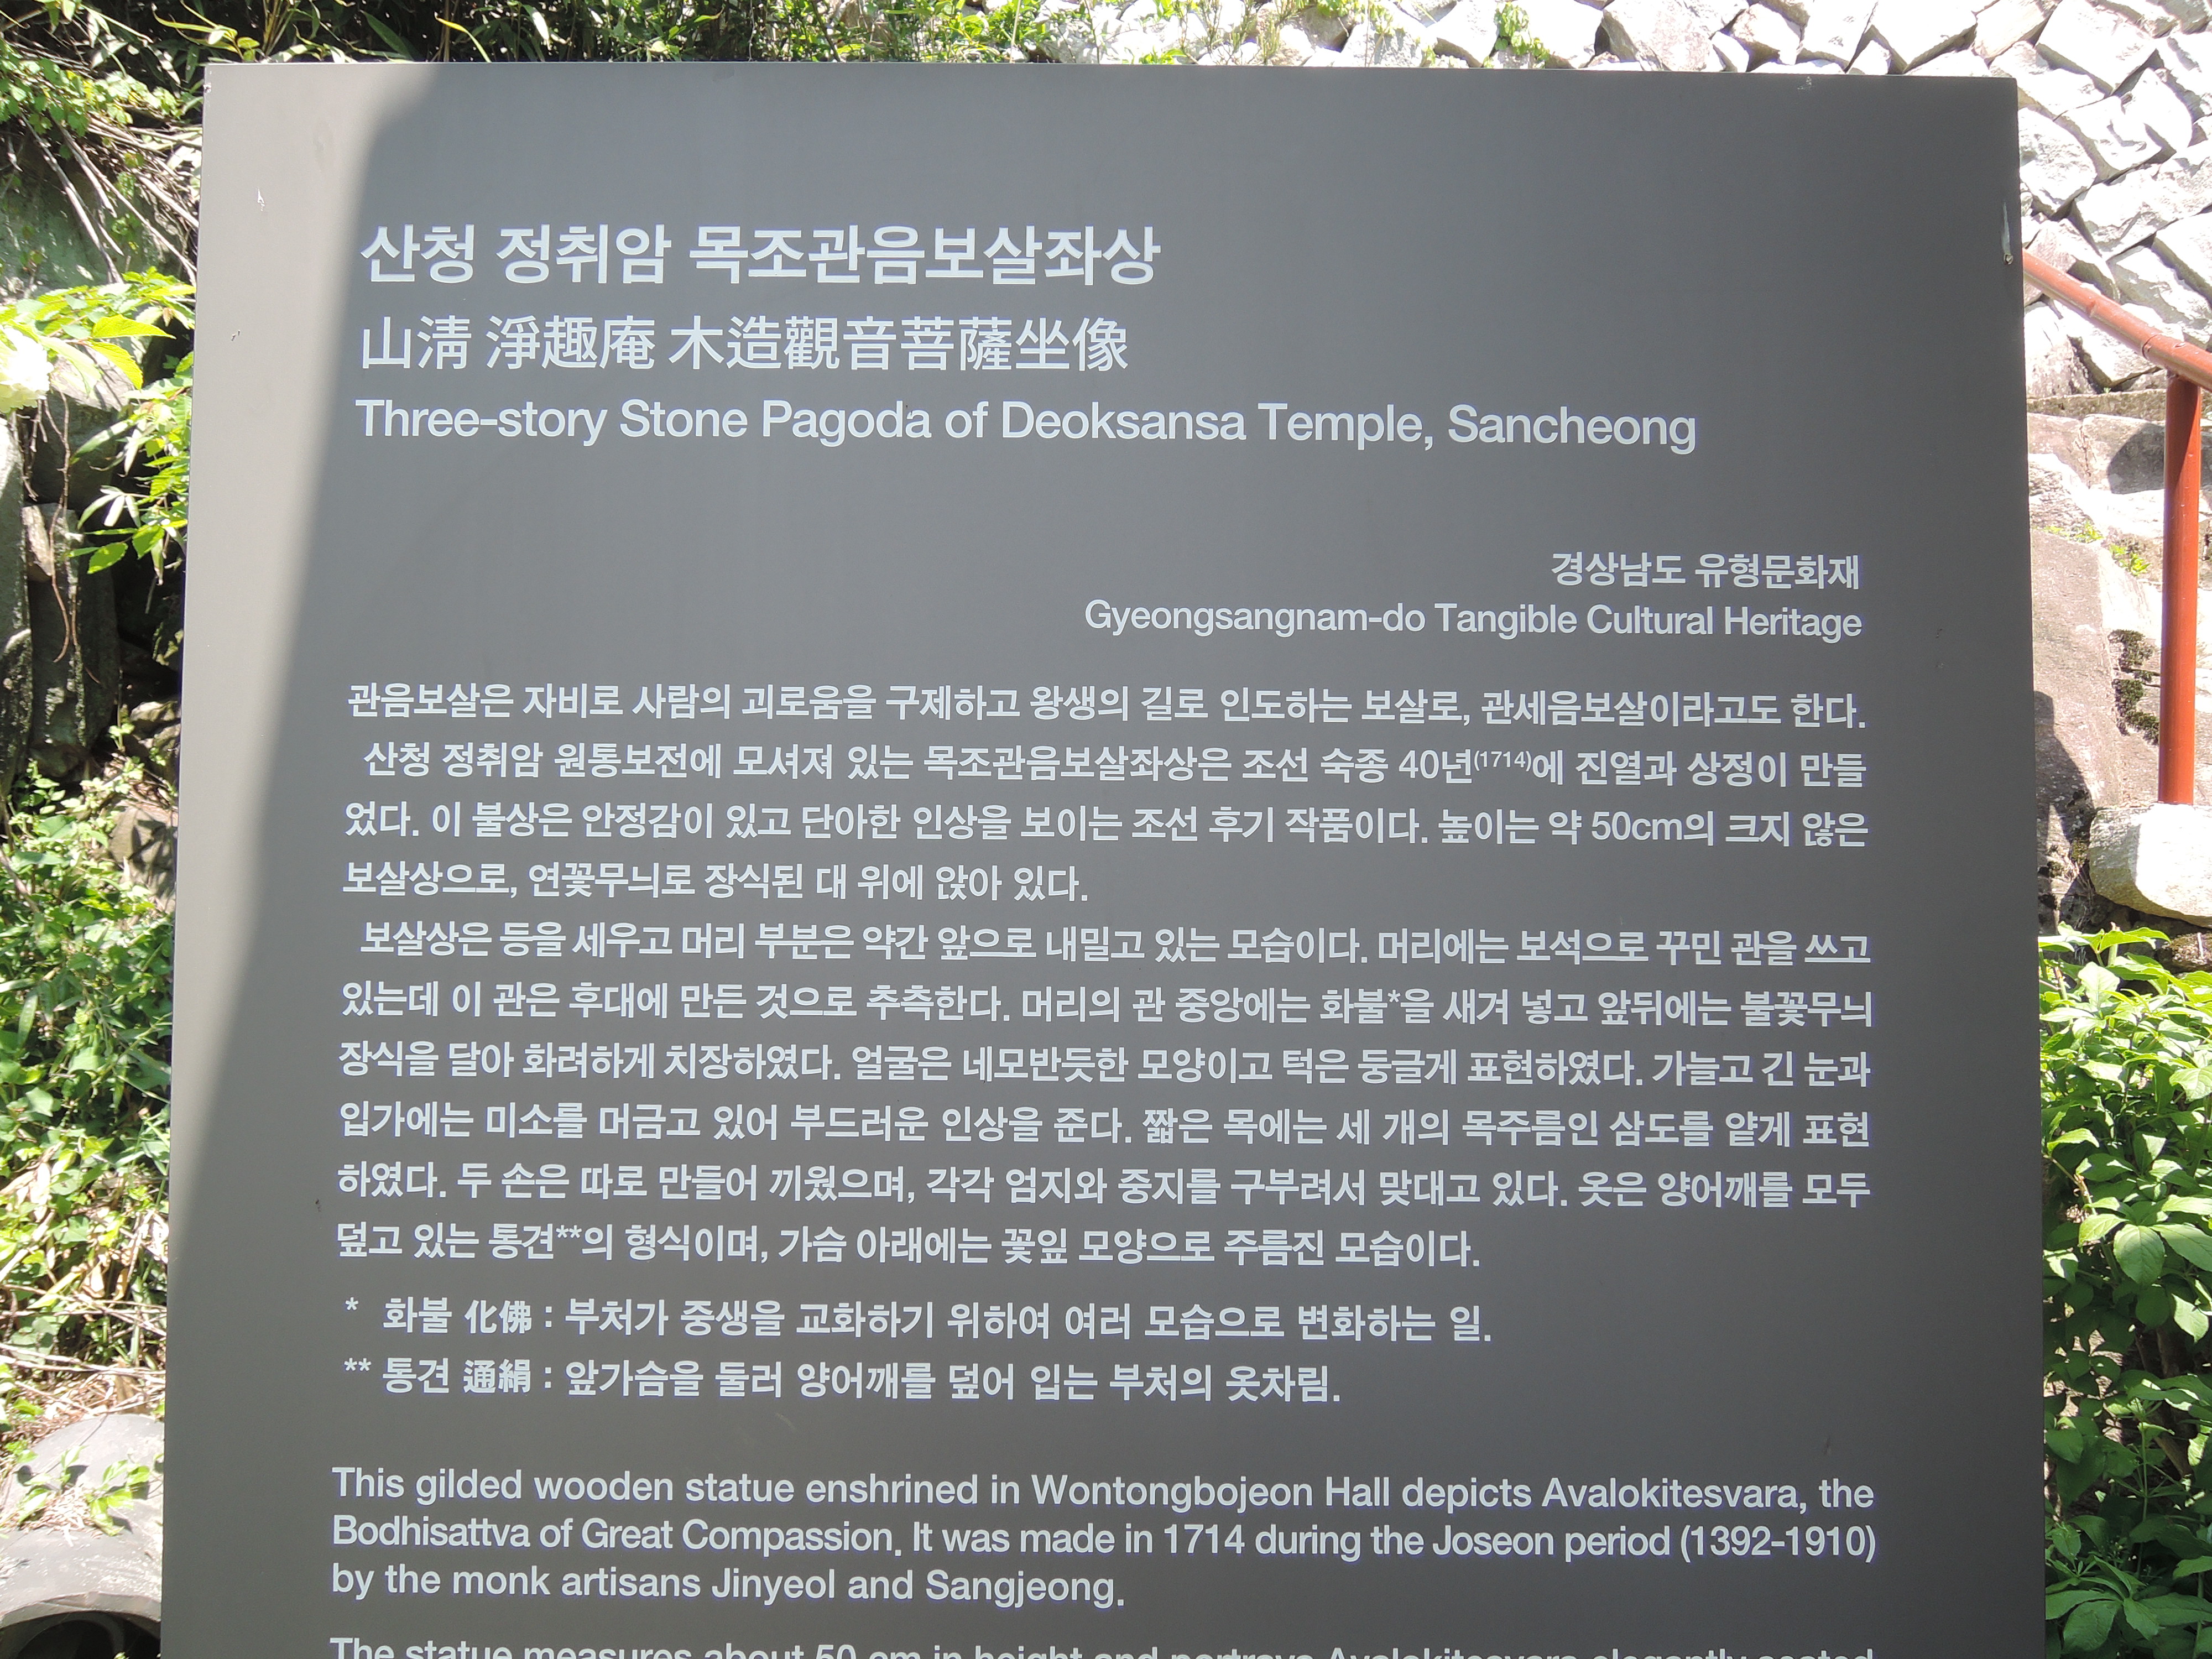 산청 정취암 목조관음보살좌상
山淸 淨趣庵 木造觀音菩薩坐像
Three-story Stone Pagoda of Deoksansa Temple, Sancheong
경상남도 유형문화재
Gyeongsangnam-do Tangible Cultural Heritage
관음보살은 자비로 사람의 괴로움을 구제하고 왕생의 길로 인도하는 보살로, 관세음보살이라고도 한다.
산청 정취암 원통보전에 모셔져 있는 목조관음보살좌상은 조선 숙종 40년(1714)에 진열과 상정이 만들
었다. 이 불상은 안정감이 있고 단아한 인상을 보이는 조선 후기 작품이다. 높이는 약 50cm의 크지 않은
보살상으로, 연꽃무늬로 장식된 대 위에 앉아 있다.
보살상은 등을 세우고 머리 부분은 약간 앞으로 내밀고 있는 모습이다. 머리에는 보석으로 꾸민 관을 쓰고
있는데 이 관은 후대에 만든 것으로 추측한다. 머리의 관 중앙에는 화불*을 새겨 넣고 앞뒤에는 불꽃무늬
장식을 달아 화려하게 치장하였다. 얼굴은 네모반듯한 모양이고 턱은 둥글게 표현하였다. 가늘고 긴 눈과
입가에는 미소를 머금고 있어 부드러운 인상을 준다. 짧은 목에는 세 개의 목주름인 삼도를 얕게 표현
하였다. 두 손은 따로 만들어 끼웠으며, 각각 엄지와 중지를 구부려서 맞대고 있다. 옷은 양어깨를 모두
덮고 있는 통견**의 형식이며, 가슴 아래에는 꽃잎 모양으로 주름진 모습이다.
* 화불 化佛 : 부처가 중생을 교화하기 위하여 여러 모습으로 변화하는 일.
** 통견 通絹 : 앞가슴을 둘러 양어깨를 덮어 입는 부처의 옷차림.
This gilded wooden statue enshrined in Wontongbojeon Hall depicts Avalokitesvara, the
Bodhisattva of Great Compassion. It was made in 1714 during the Joseon period (1392-1910)
by the monk artisans Jinyeol and Sangjeong.
The statue measures about 50 cm in height and portrays Avalokitesvara elegantly seated